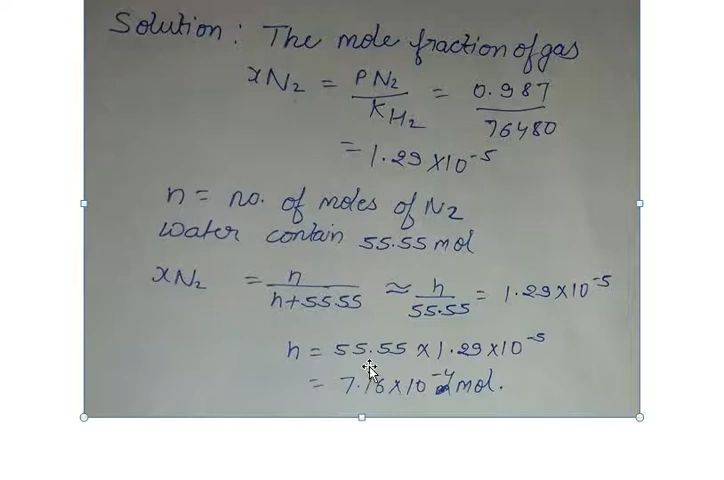 Solution : The mole fraction of gas
xN₂ = PN₂ / KH₂ = 0.987 / 76480
= 1.29 × 10⁻⁵
n = no. of moles of N₂
Water contain 55.55 mol
xN₂ = n / n+55.55 ≈ n / 55.55 = 1.29 × 10⁻⁵
n = 55.55 × 1.29 × 10⁻⁵
= 7.16 × 10⁻⁴ mol.